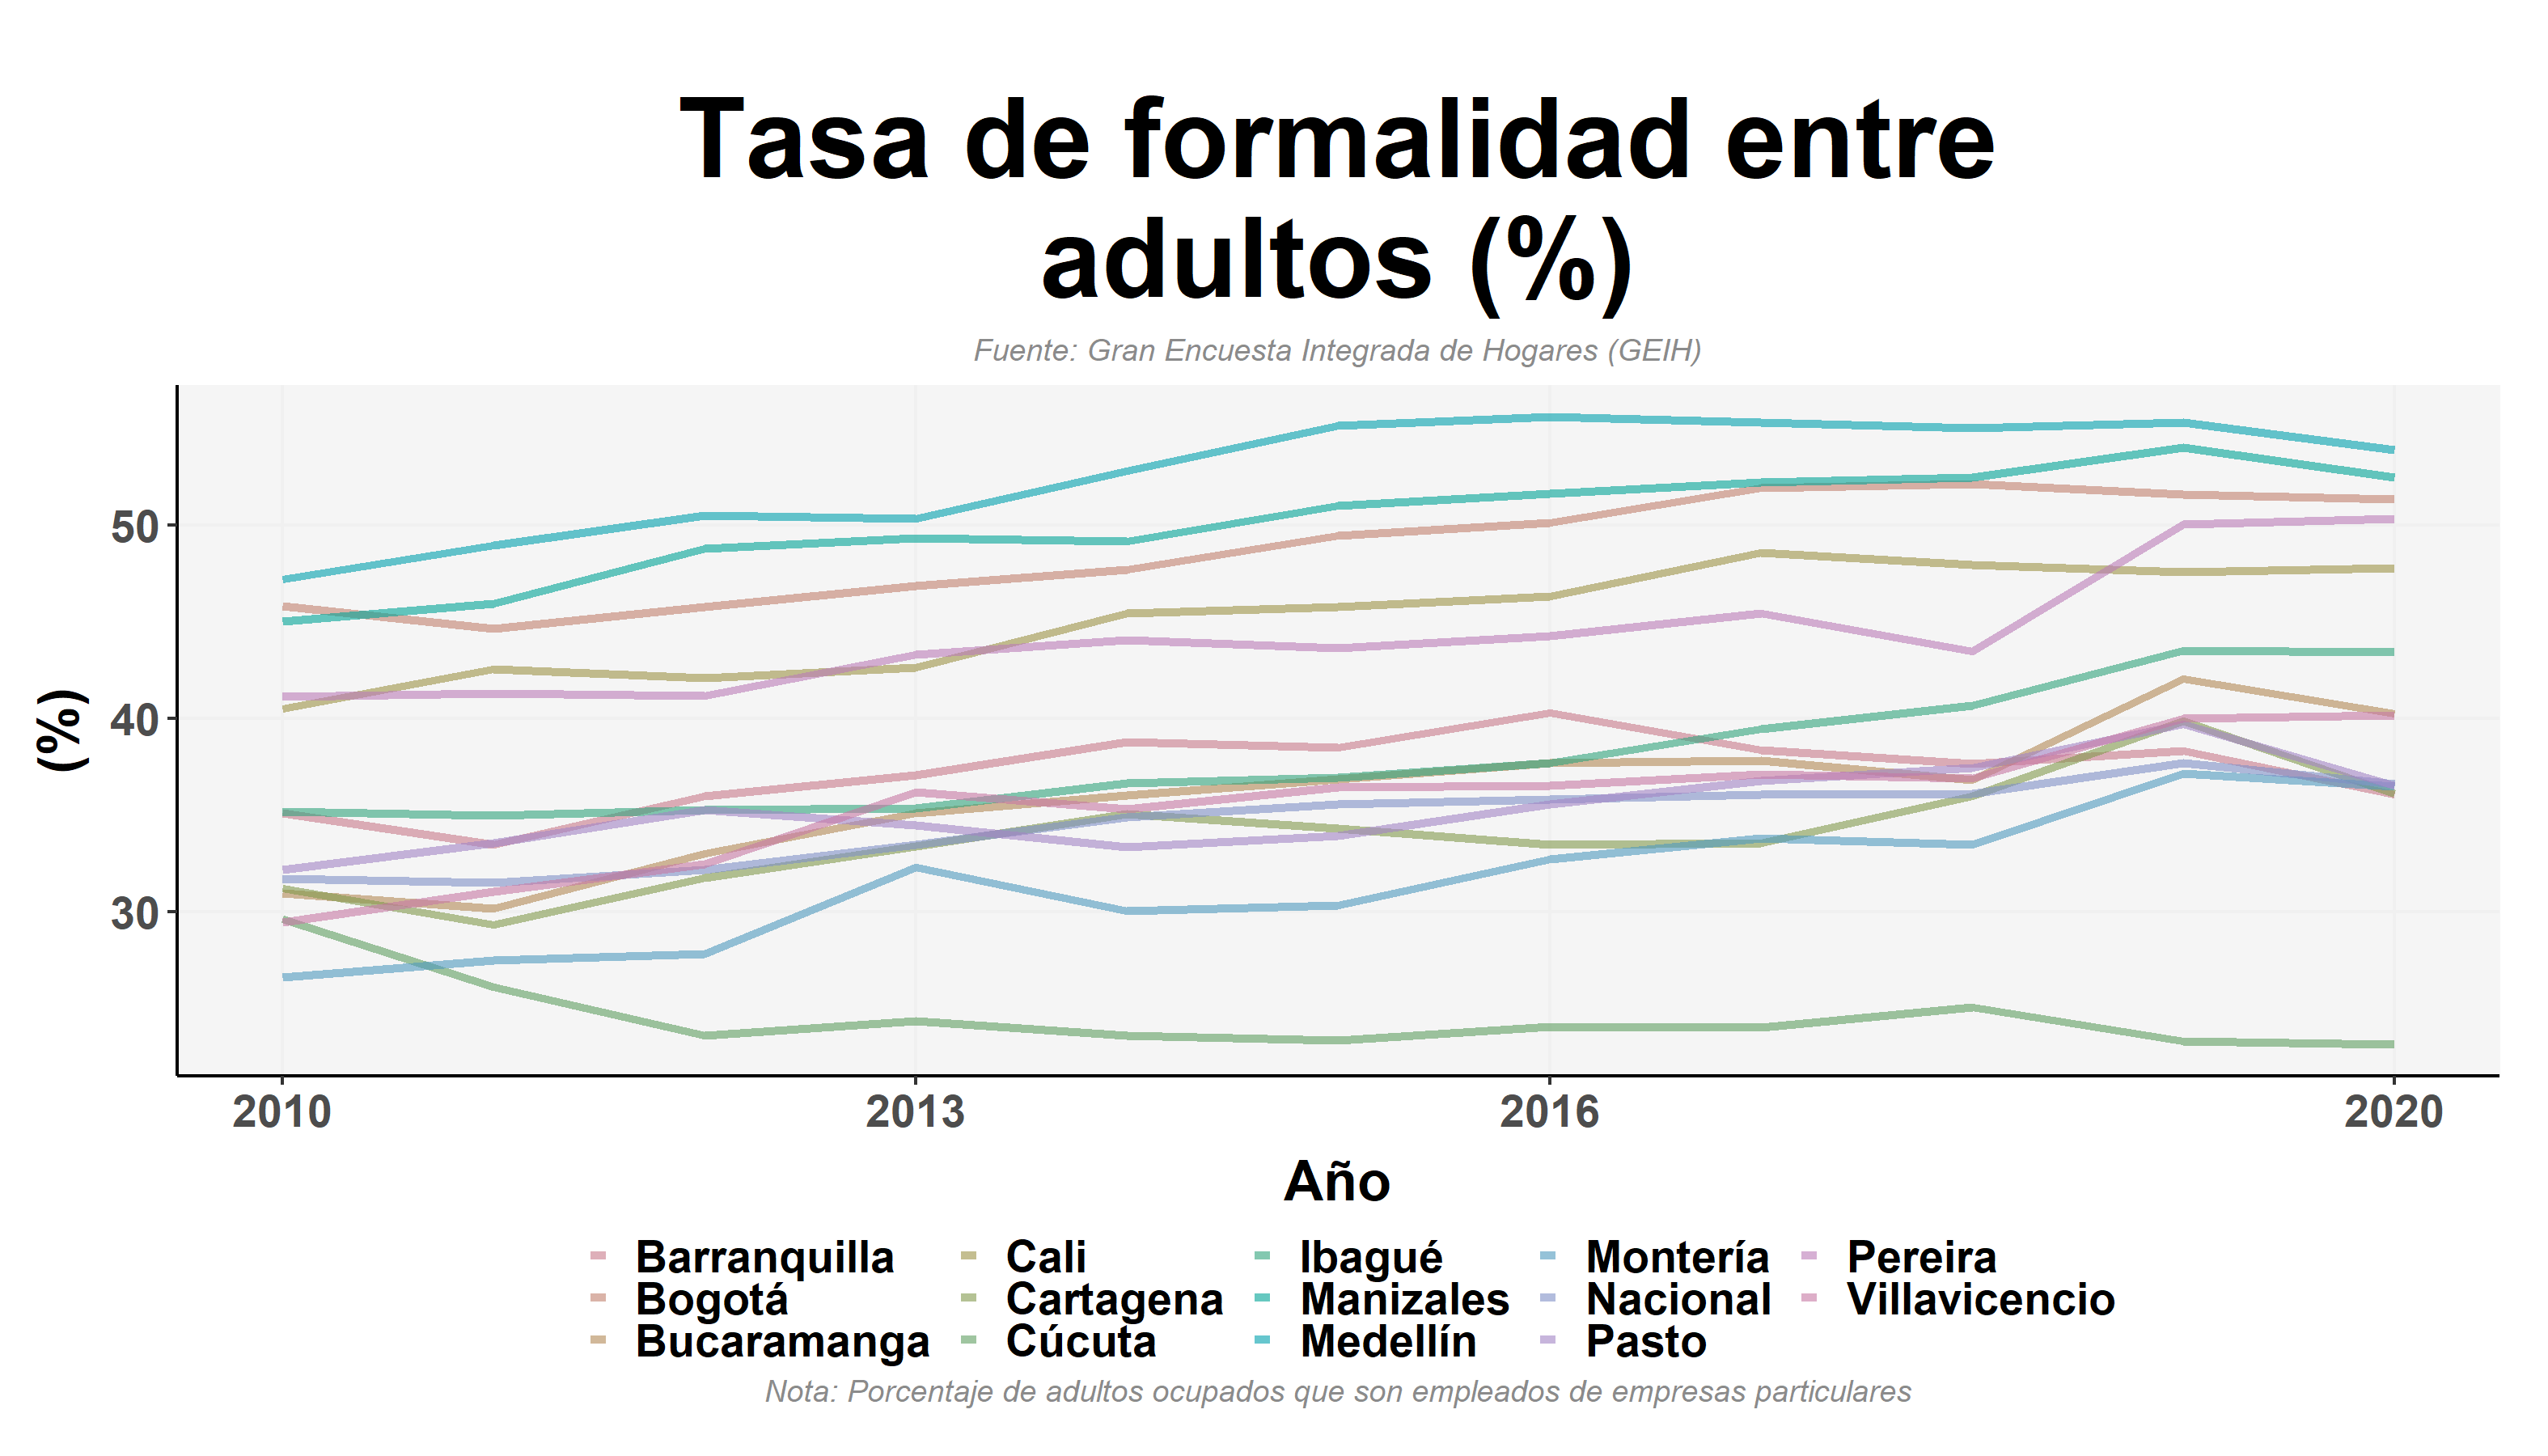 Tasa de formalidad entre
adultos (%)
Fuente: Gran Encuesta Integrada de Hogares (GEIH)
(%)
50
40
30
2010 2013 2016 2020
Año
Barranquilla Cali Ibagué Montería Pereira
Bogotá Cartagena Manizales Nacional Villavicencio
Bucaramanga Cúcuta Medellín Pasto
Nota: Porcentaje de adultos ocupados que son empleados de empresas particulares